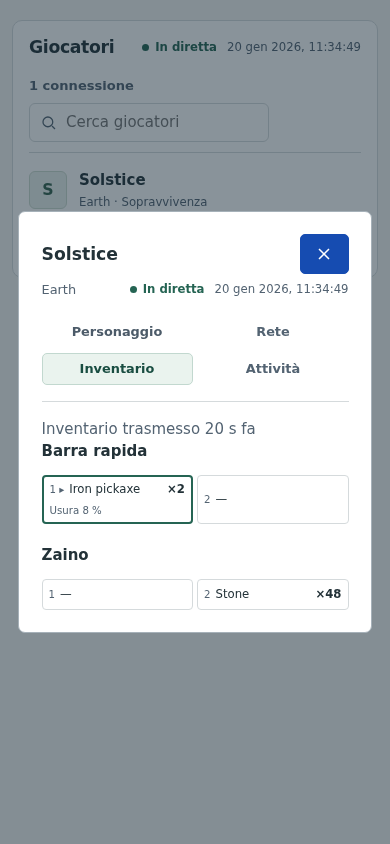 Giocatori
In diretta 20 gen 2026, 11:34:49
1 connessione
Cerca giocatori
S
Solstice
Earth · Sopravvivenza
Solstice
×
Earth
In diretta 20 gen 2026, 11:34:49
Personaggio
Rete
Inventario
Attività
Inventario trasmesso 20 s fa
Barra rapida
1 ▸ Iron pickaxe ×2
Usura 8 %
2 —
Zaino
1 —
2 Stone ×48